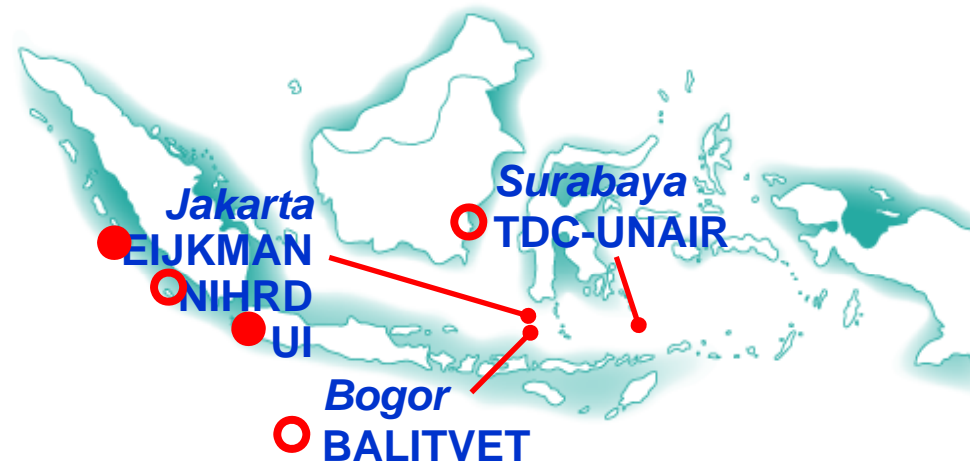 Jakarta
EIJKMAN
NIHRD
UI
Surabaya
TDC-UNAIR
Bogor
BALITVET